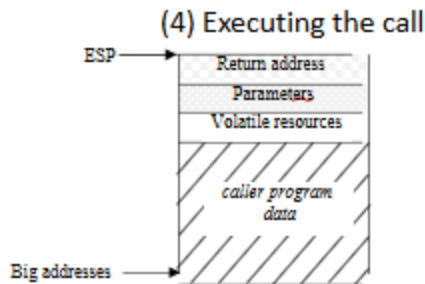 (4) Executing the call
ESP
Return address
Parameters
Volatile resources
caller program
data
Big addresses